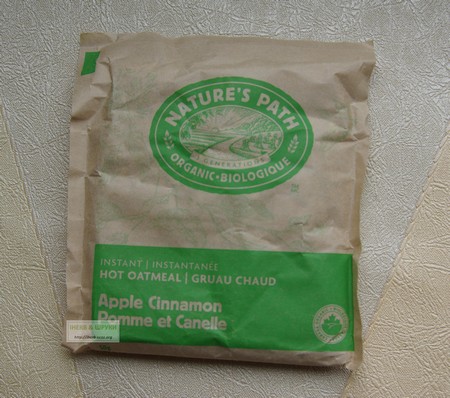 NATURE'S PATH
ORGANIC•BIOLOGIQUE
INSTANT | INSTANTANÉE
HOT OATMEAL | GRUAU CHAUD
Apple Cinnamon
Pomme et Canelle